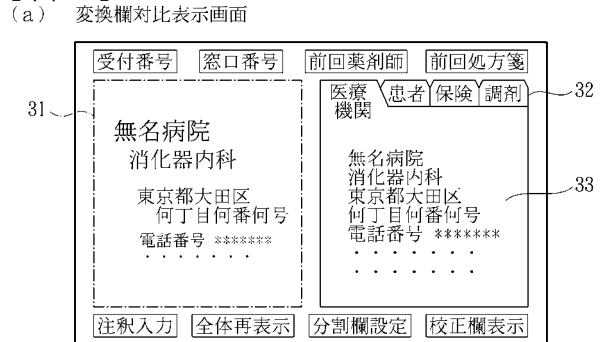 (a) 変換欄対比表示画面
受付番号 窓口番号 前回薬剤師 前回処方箋
医療機関 患者 保険 調剤
32
31
無名病院
消化器内科
東京都大田区
何丁目何番何号
電話番号 *******
・・・・・・・
無名病院
消化器内科
東京都大田区
何丁目何番何号
電話番号 *******
・・・・・・・
・・・・・・・
33
注釈入力 全体再表示 分割欄設定 校正欄表示